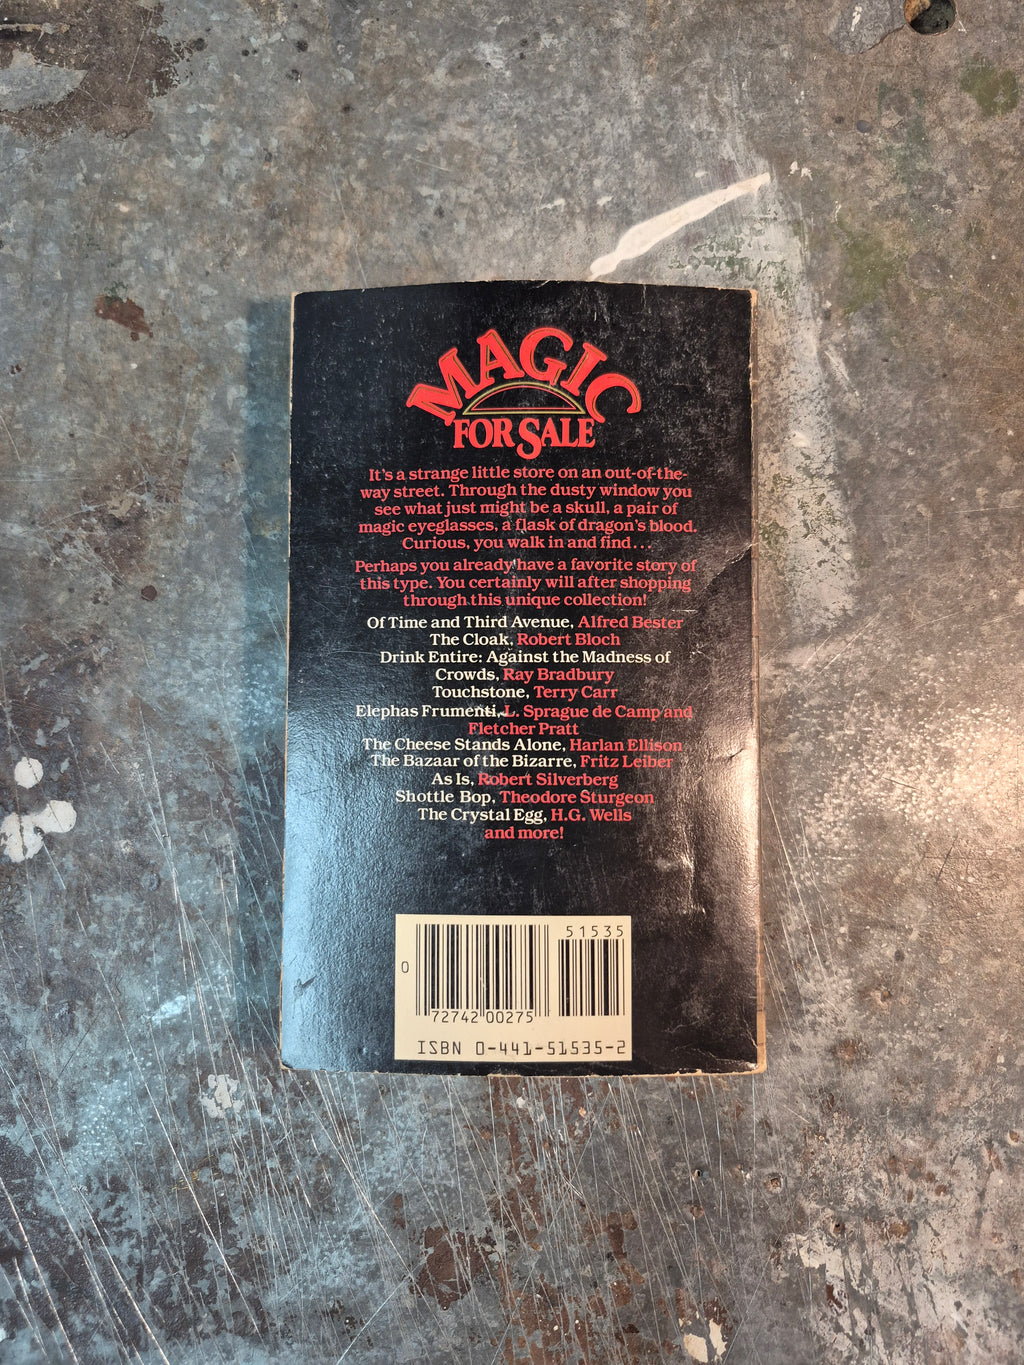 MAGIC
FOR SALE
It's a strange little store on an out-of-the-
way street. Through the dusty window you
see what just might be a skull, a pair of
magic eyeglasses, a flask of dragon's blood.
Curious, you walk in and find...
Perhaps you already have a favorite story of
this type. You certainly will after shopping
through this unique collection!
Of Time and Third Avenue, Alfred Bester
The Cloak, Robert Bloch
Drink Entire: Against the Madness of
Crowds, Ray Bradbury
Touchstone, Terry Carr
Elephas Frumenti, L. Sprague de Camp and
Fletcher Pratt
The Cheese Stands Alone, Harlan Ellison
The Bazaar of the Bizarre, Fritz Leiber
As Is, Robert Silverberg
Shottle Bop, Theodore Sturgeon
The Crystal Egg, H.G. Wells
and more!
51535
0
72742 00275
ISBN 0-441-51535-2